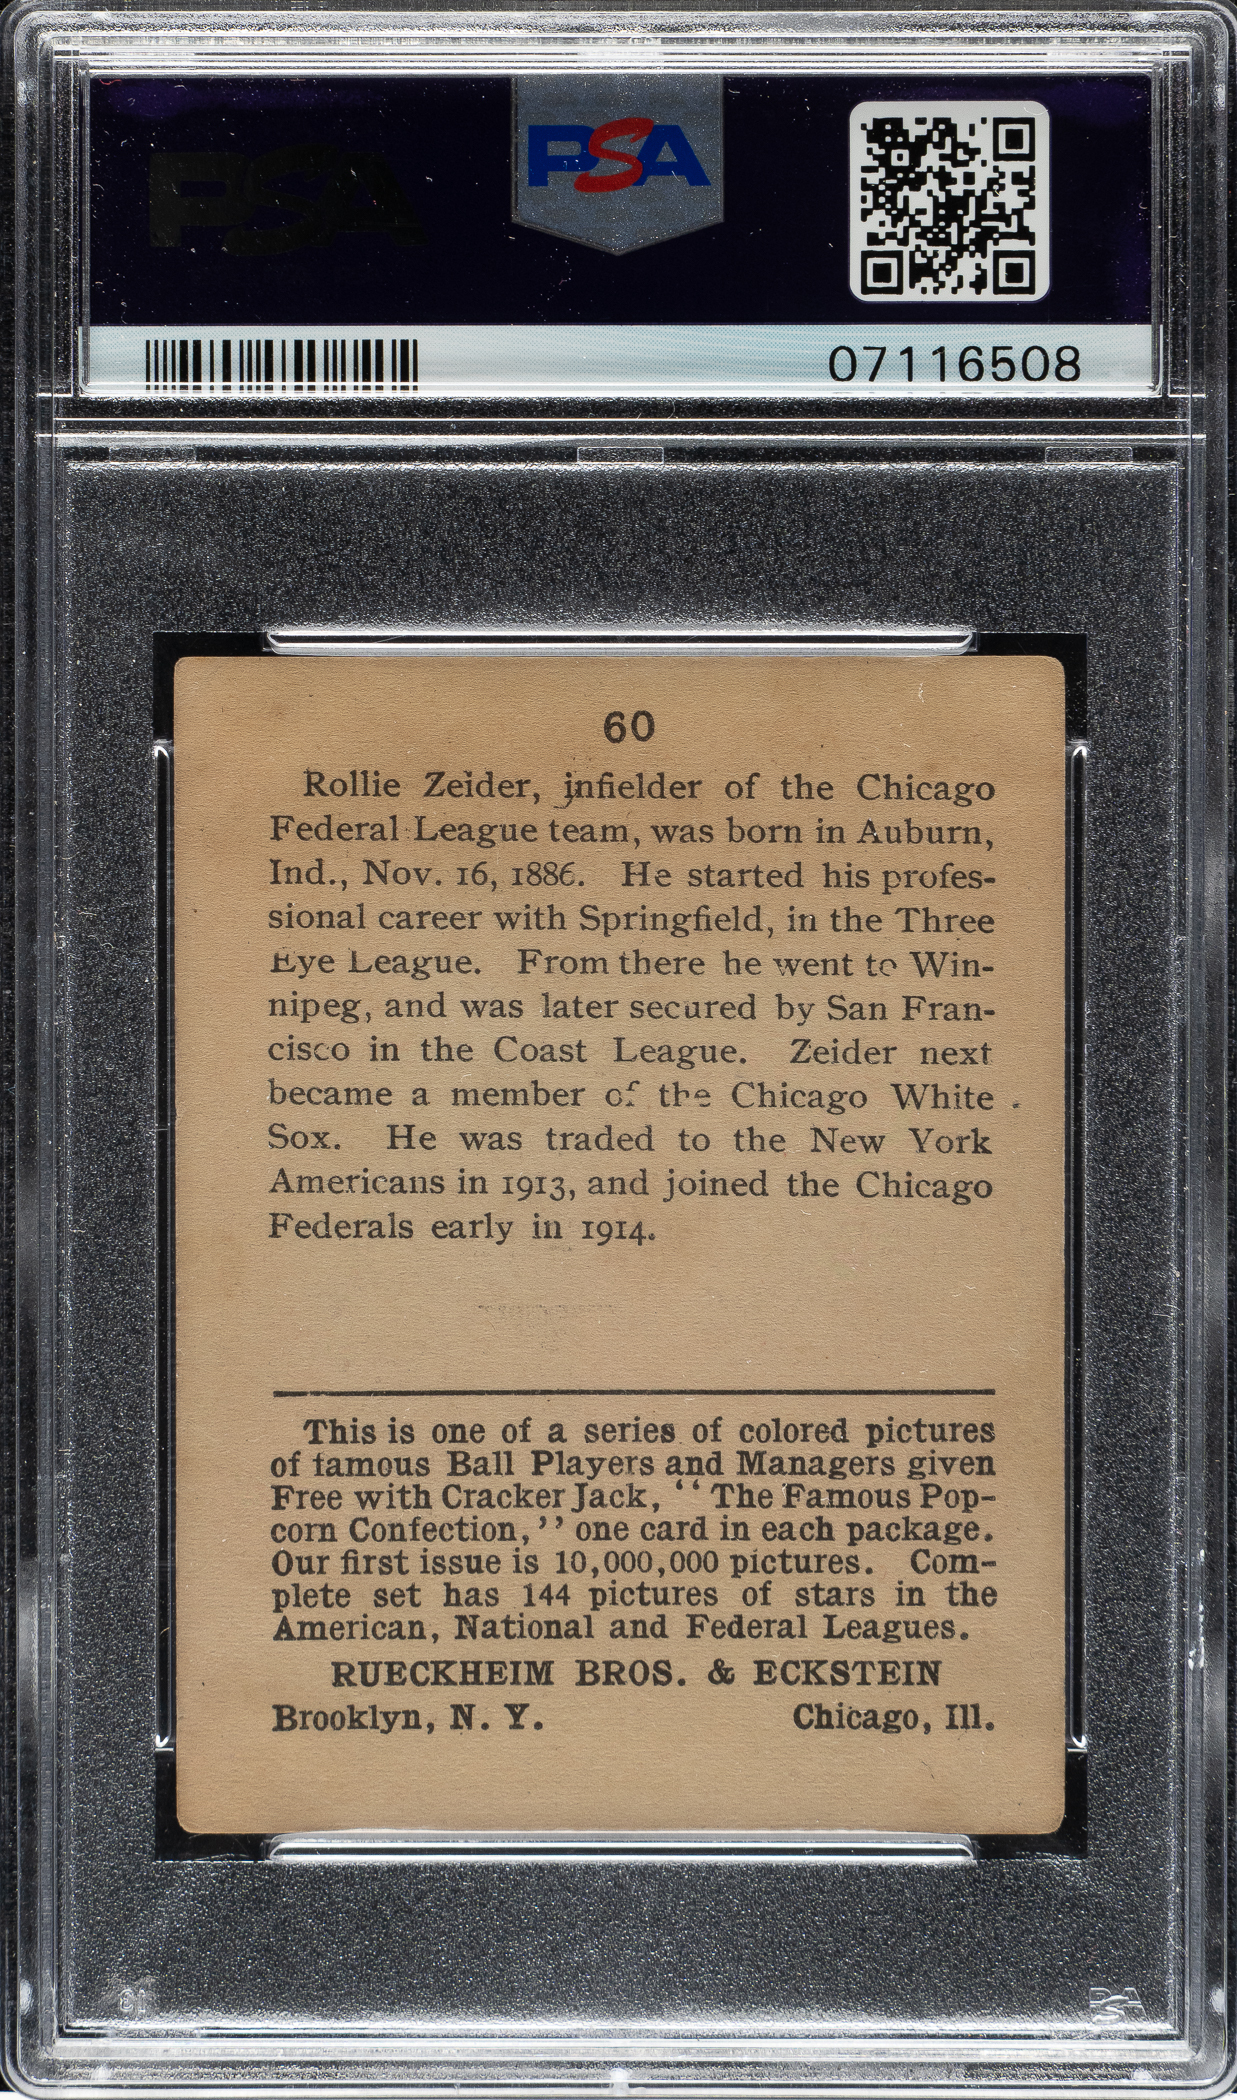 PSA
PSA
07116508
60
Rollie Zeider, infielder of the Chicago
Federal League team, was born in Auburn,
Ind., Nov. 16, 1886. He started his profes-
sional career with Springfield, in the Three
Eye League. From there he went to Win-
nipeg, and was later secured by San Fran-
cisco in the Coast League. Zeider next
became a member of the Chicago White
Sox. He was traded to the New York
Americans in 1913, and joined the Chicago
Federals early in 1914.
This is one of a series of colored pictures
of famous Ball Players and Managers given
Free with Cracker Jack, “The Famous Pop-
corn Confection,” one card in each package.
Our first issue is 10,000,000 pictures. Com-
plete set has 144 pictures of stars in the
American, National and Federal Leagues.
RUECKHEIM BROS. & ECKSTEIN
Brooklyn, N. Y. Chicago, Ill.
PSA